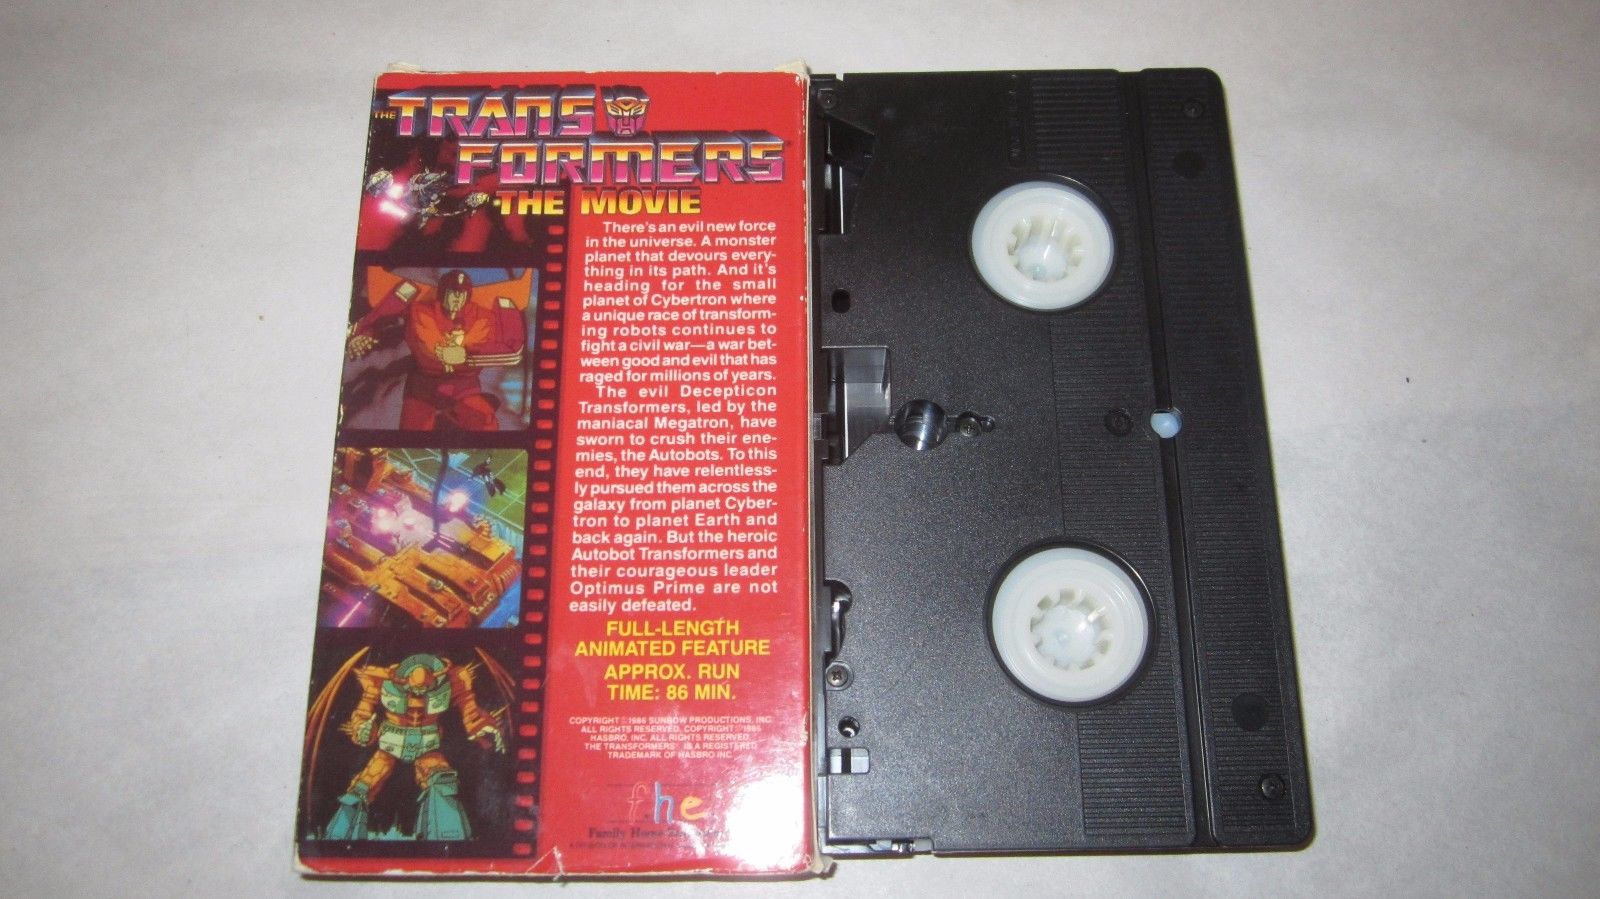 THE
TRANS
FORMERS
THE MOVIE
There's an evil new force
in the universe. A monster
planet that devours every-
thing in its path. And it's
heading for the small
planet of Cybertron where
a unique race of transform-
ing robots continues to
fight a civil war—a war bet-
ween good and evil that has
raged for millions of years.
The evil Decepticon
Transformers, led by the
maniacal Megatron, have
sworn to crush their ene-
mies, the Autobots. To this
end, they have relentless-
ly pursued them across the
galaxy from planet Cyber-
tron to planet Earth and
back again. But the heroic
Autobot Transformers and
their courageous leader
Optimus Prime are not
easily defeated.
FULL-LENGTH
ANIMATED FEATURE
APPROX. RUN
TIME: 86 MIN.
COPYRIGHT ©1986 SUNBOW PRODUCTIONS, INC.
ALL RIGHTS RESERVED. COPYRIGHT ©1985
HASBRO, INC. ALL RIGHTS RESERVED.
THE TRANSFORMERS IS A REGISTERED
TRADEMARK OF HASBRO INC.
f.h.e
Family Home